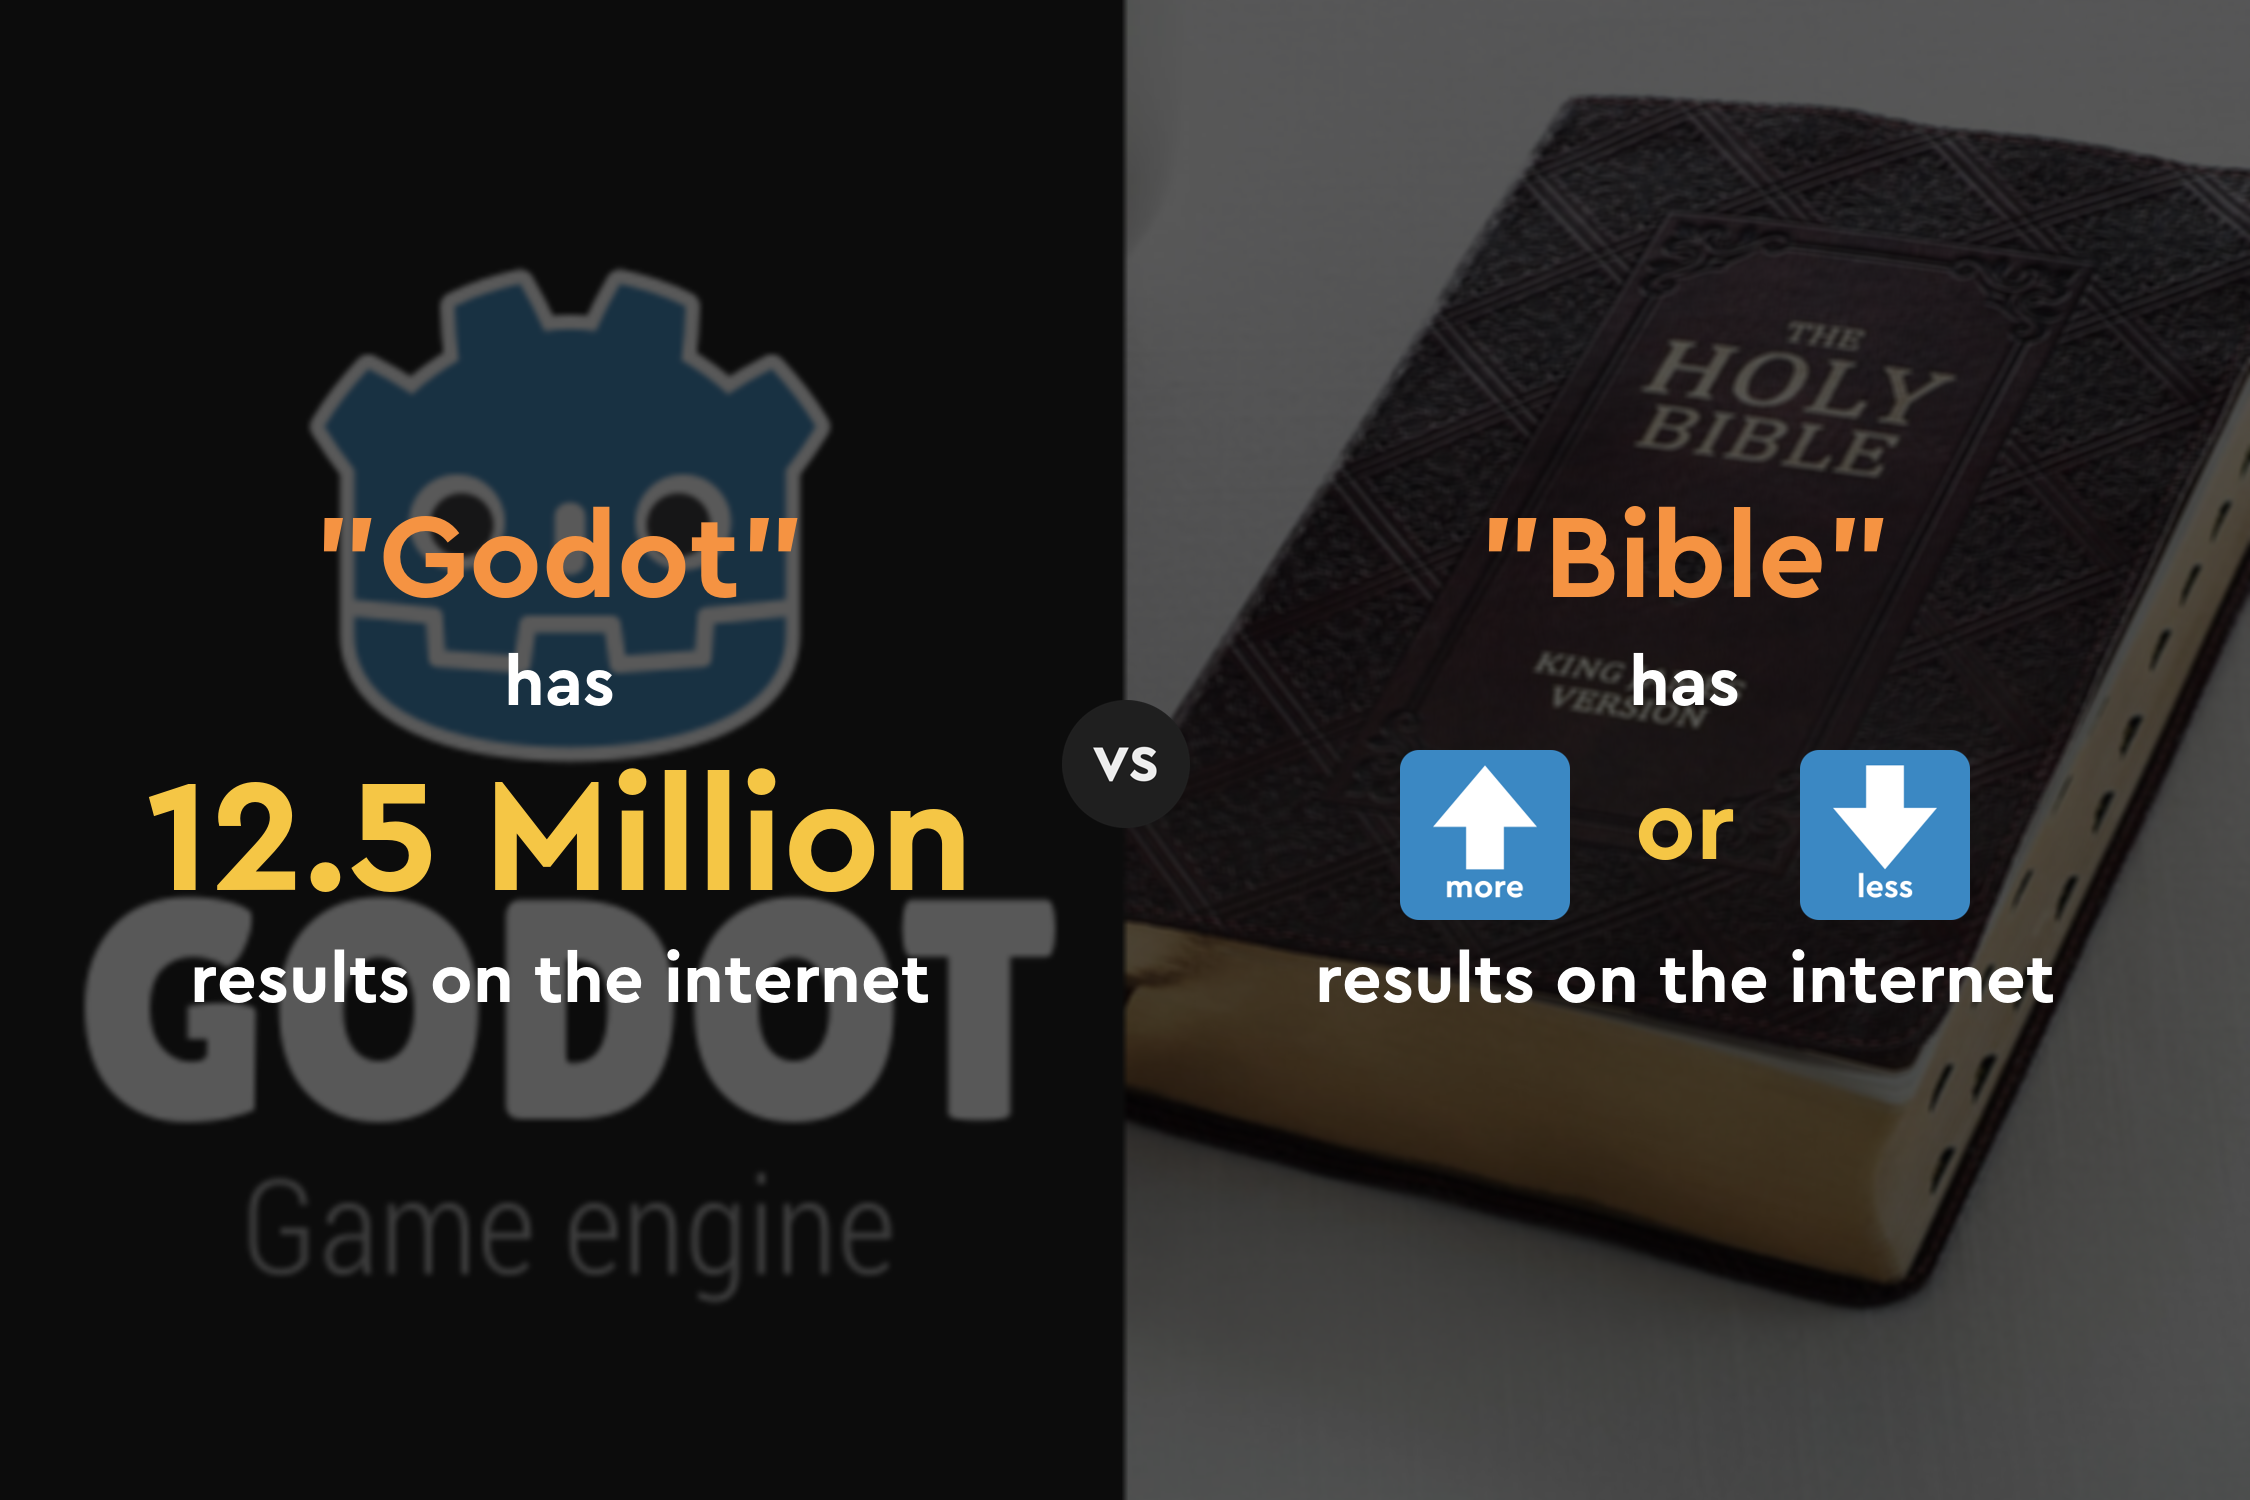 "Godot"
has
12.5 Million
results on the internet
GODOT
Game engine
vs
THE
HOLY
BIBLE
"Bible"
has
KING
VERSION
more
or
less
results on the internet